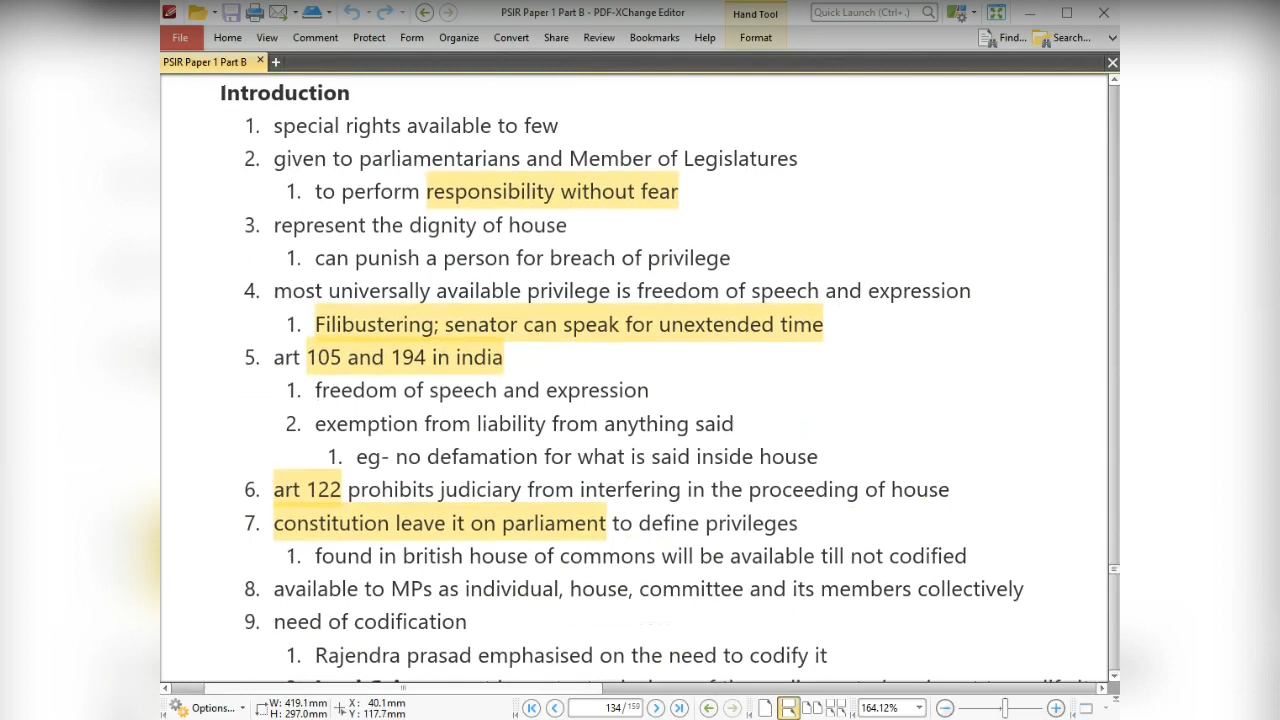 PSIR Paper 1 Part B - PDF-XChange Editor
Hand Tool
Quick Launch (Ctrl+.)
File Home View Comment Protect Form Organize Convert Share Review Bookmarks Help Format Find... Search...
PSIR Paper 1 Part B
Introduction
1. special rights available to few
2. given to parliamentarians and Member of Legislatures
1. to perform responsibility without fear
3. represent the dignity of house
1. can punish a person for breach of privilege
4. most universally available privilege is freedom of speech and expression
1. Filibustering; senator can speak for unextended time
5. art 105 and 194 in india
1. freedom of speech and expression
2. exemption from liability from anything said
1. eg- no defamation for what is said inside house
6. art 122 prohibits judiciary from interfering in the proceeding of house
7. constitution leave it on parliament to define privileges
1. found in british house of commons will be available till not codified
8. available to MPs as individual, house, committee and its members collectively
9. need of codification
1. Rajendra prasad emphasised on the need to codify it
Options... W: 419.1mm X: 40.1mm 134 / 159 164.12%
H: 297.0mm Y: 117.7mm